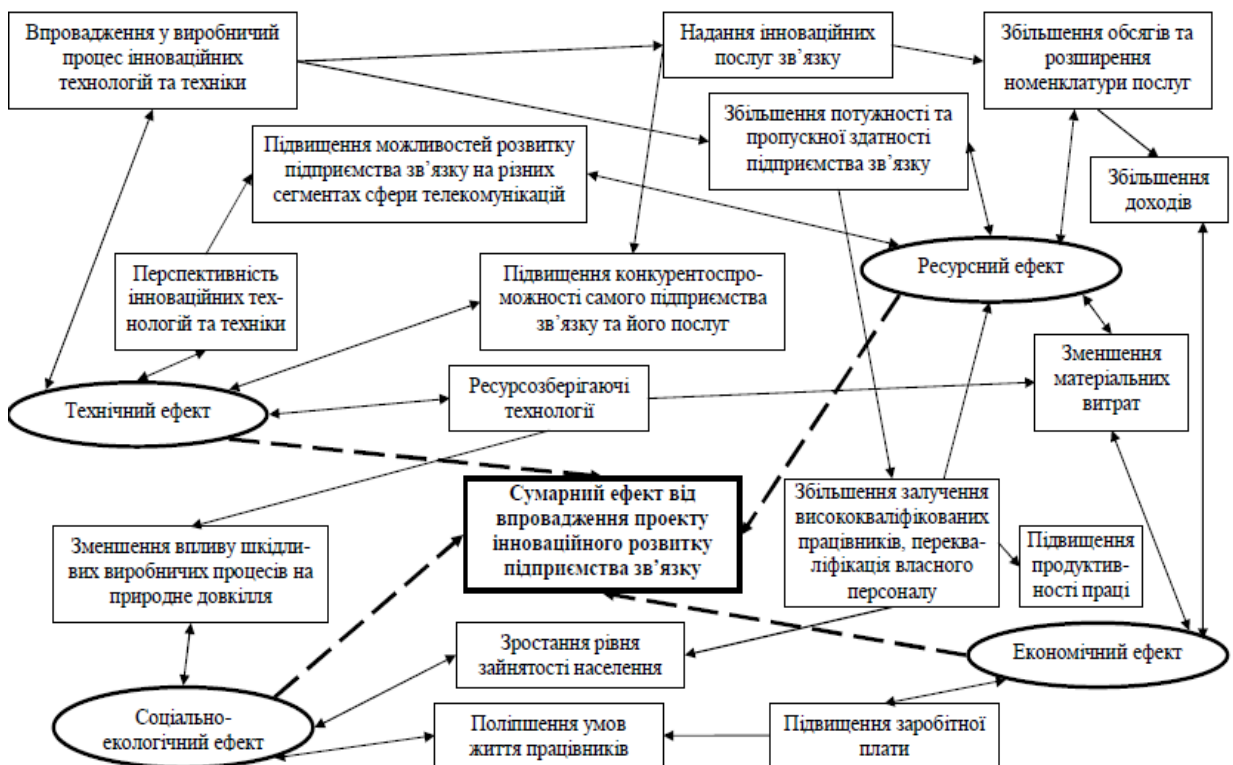 Впровадження у виробничий
процес інноваційних
технологій та техніки
Надання інноваційних
послуг зв’язку
Збільшення обсягів та
розширення
номенклатури послуг
Підвищення можливостей розвитку
підприємства зв’язку на різних
сегментах сфери телекомунікацій
Збільшення потужності та
пропускної здатності
підприємства зв’язку
Збільшення
доходів
Перспективність
інноваційних тех-
нологій та техніки
Підвищення конкурентоспро-
можності самого підприємства
зв’язку та його послуг
Ресурсний ефект
Технічний ефект
Ресурсозберігаючі
технології
Зменшення
матеріальних
витрат
Сумарний ефект від
впровадження проекту
інноваційного розвитку
підприємства зв’язку
Збільшення залучення
висококваліфікованих
працівників, переква-
ліфікація власного
персоналу
Підвищення
продуктив-
ності праці
Зменшення впливу шкідли-
вих виробничих процесів на
природне довкілля
Зростання рівня
зайнятості населення
Економічний ефект
Соціально-
екологічний ефект
Поліпшення умов
життя працівників
Підвищення заробітної
плати